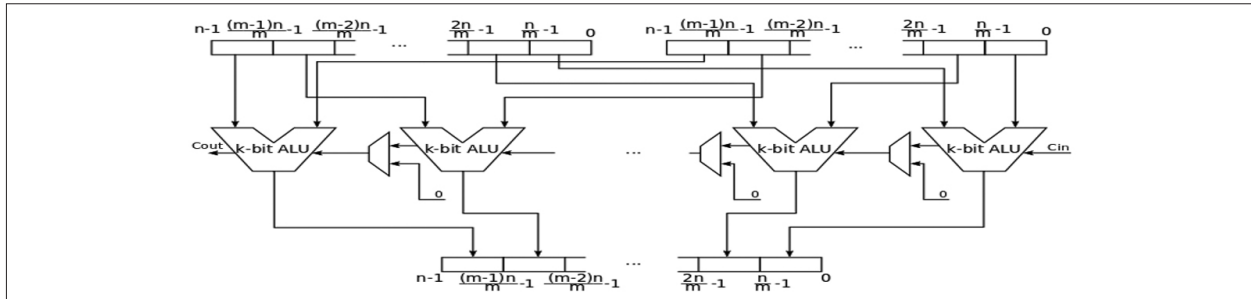 n-1 (m-1)n/m -1 (m-2)n/m -1 ... 2n/m -1 n/m -1 0 n-1 (m-1)n/m -1 (m-2)n/m -1 ... 2n/m -1 n/m -1 0
Cout k-bit ALU k-bit ALU ... k-bit ALU k-bit ALU Cin
0 0 0
...
n-1 (m-1)n/m -1 (m-2)n/m -1 2n/m -1 n/m -1 0